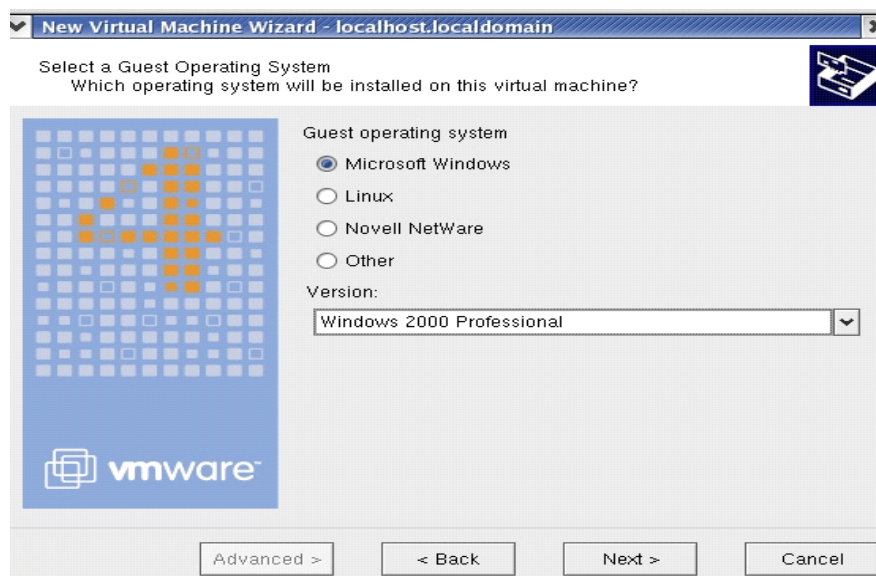 New Virtual Machine Wizard - localhost.localdomain
Select a Guest Operating System
Which operating system will be installed on this virtual machine?
Guest operating system
Microsoft Windows
Linux
Novell NetWare
Other
Version:
Windows 2000 Professional
vmware
Advanced >
< Back
Next >
Cancel